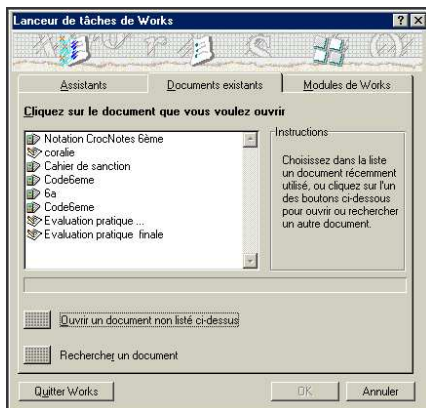 Lanceur de tâches de Works
Assistants
Documents existants
Modules de Works
Cliquez sur le document que vous voulez ouvrir
Notation CrocNotes 6ème
coralie
Cahier de sanction
Code6eme
6a
Code6eme
Evaluation pratique ...
Evaluation pratique finale
Instructions
Choisissez dans la liste
un document récemment
utilisé, ou cliquez sur l'un
des boutons ci-dessous
pour ouvrir ou rechercher
un autre document.
Ouvrir un document non listé ci-dessus
Rechercher un document
Quitter Works
OK
Annuler